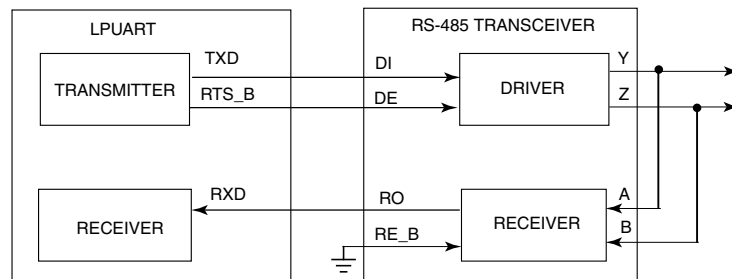 LPUART
RS-485 TRANSCEIVER
TXD
DI
Y
TRANSMITTER
DRIVER
RTS_B
DE
Z
RXD
RO
A
RECEIVER
RECEIVER
RE_B
B